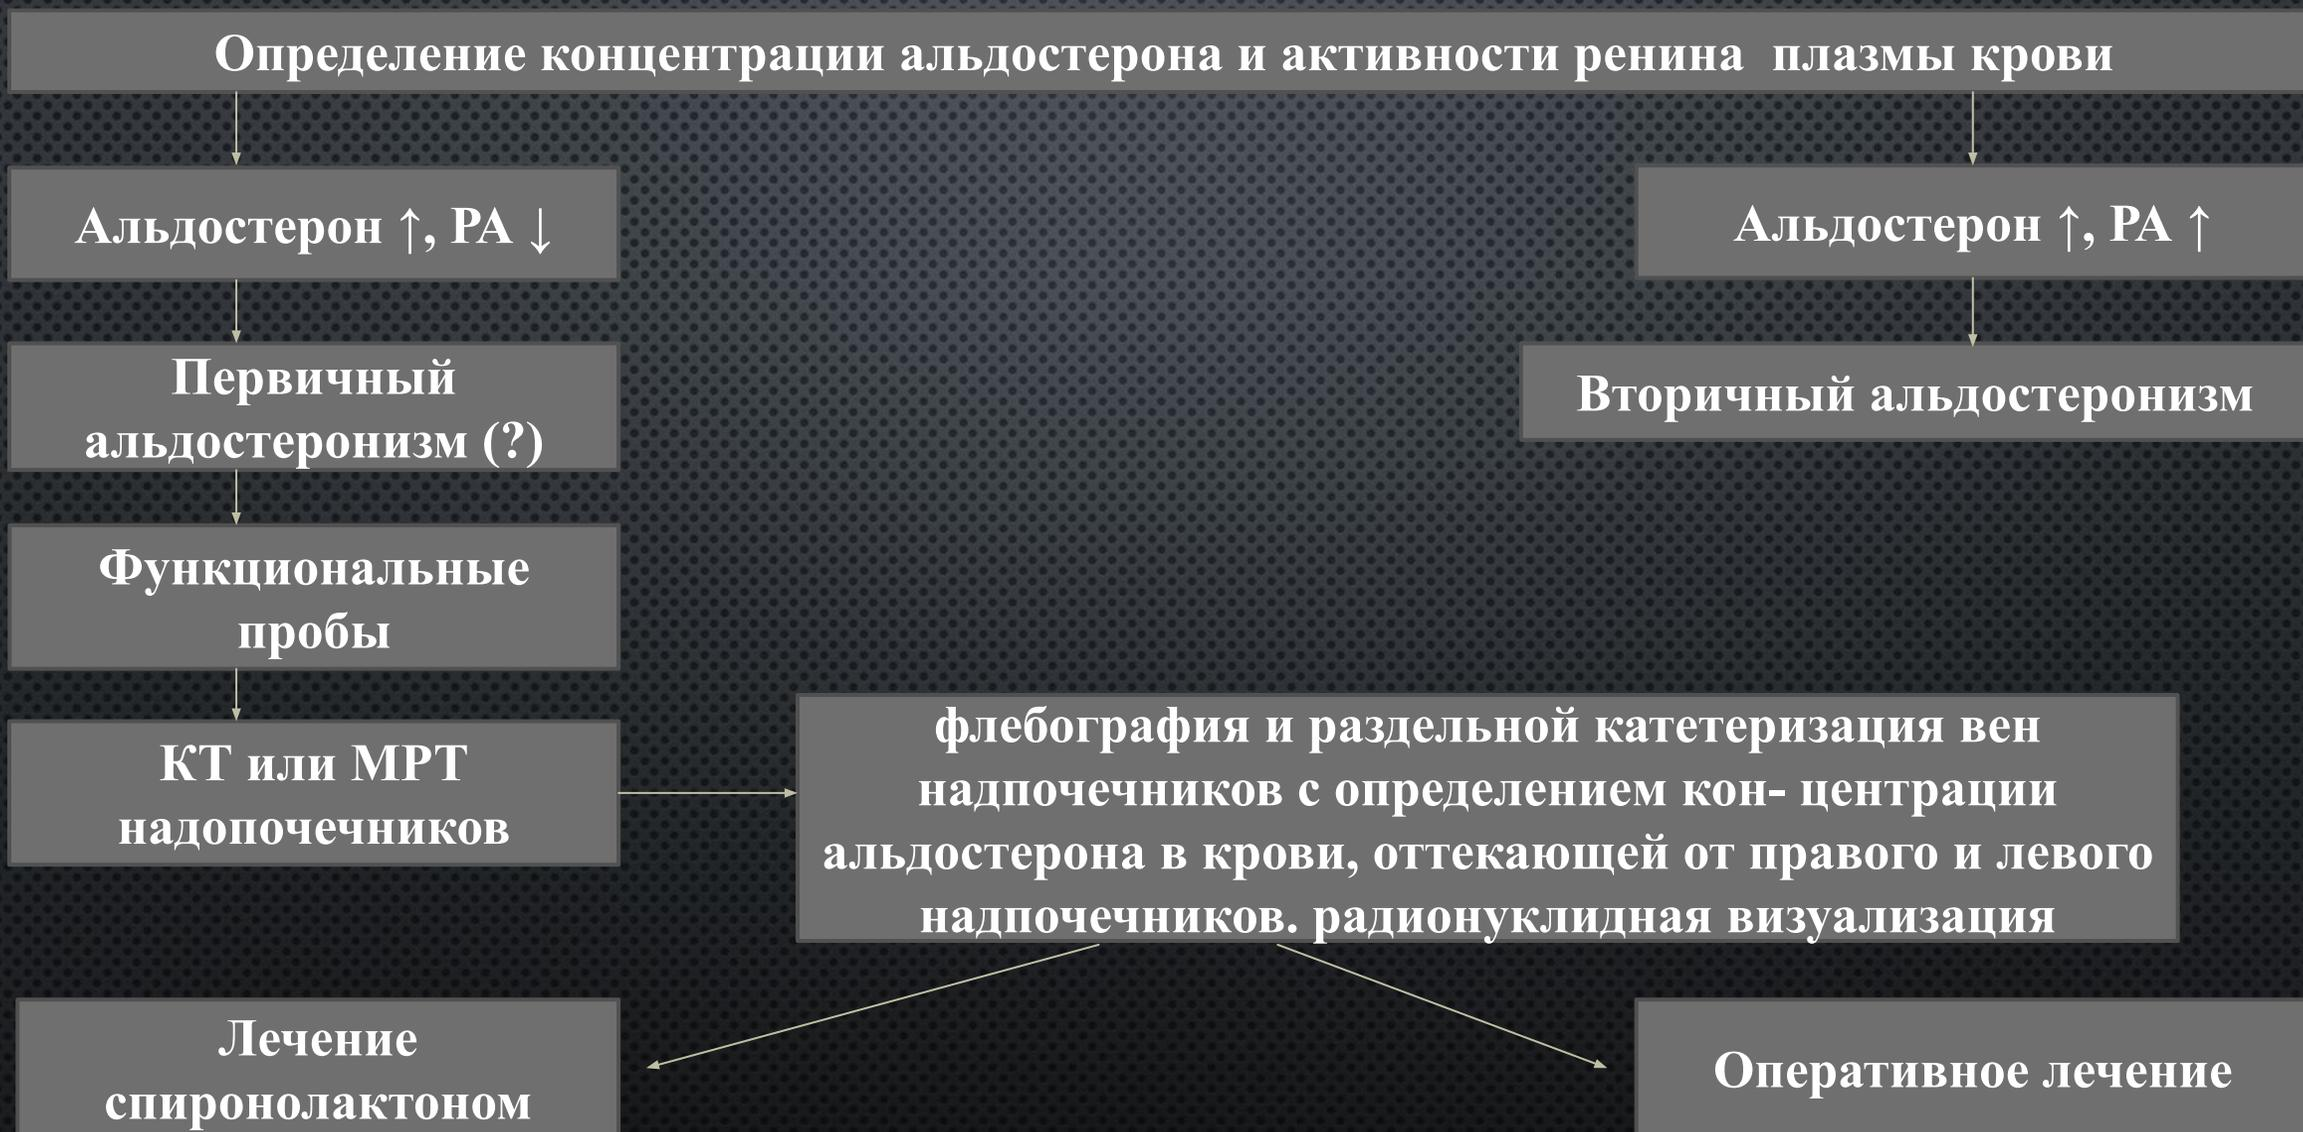 Определение концентрации альдостерона и активности ренина плазмы крови
Альдостерон ↑, РА ↓
Альдостерон ↑, РА ↑
Первичный
альдостеронизм (?)
Вторичный альдостеронизм
Функциональные
пробы
КТ или МРТ
надопочечников
флебография и раздельной катетеризация вен
надпочечников с определением кон- центрации
альдостерона в крови, оттекающей от правого и левого
надпочечников. радионуклидная визуализация
Лечение
спиронолактоном
Оперативное лечение